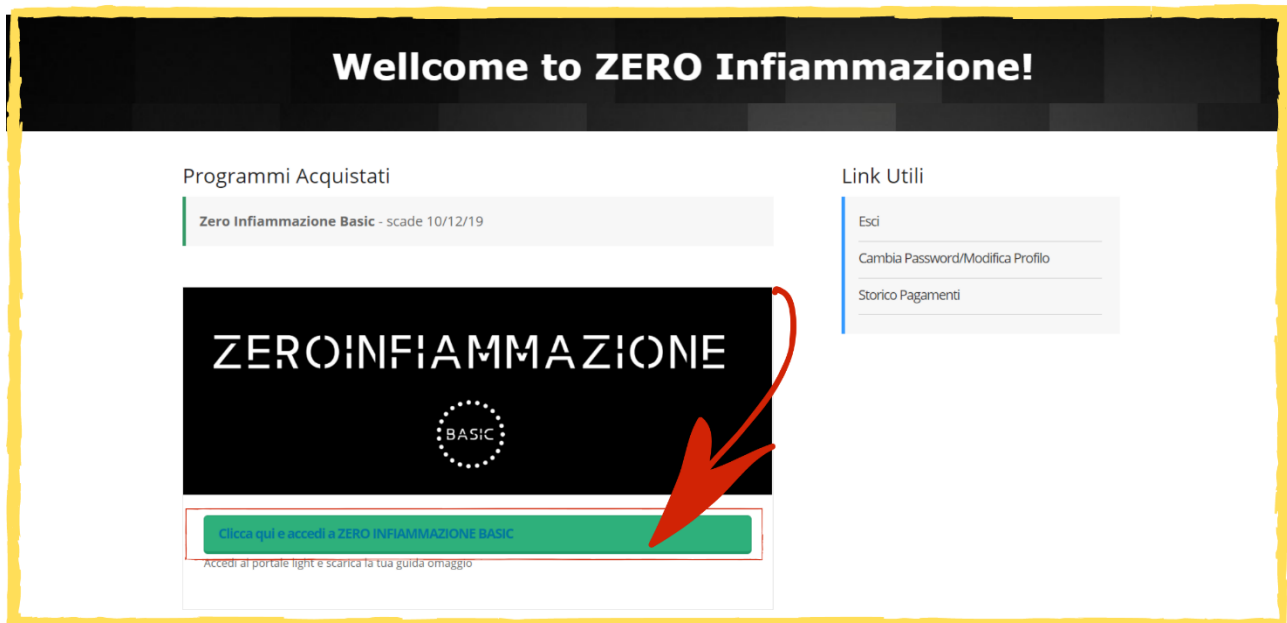 Wellcome to ZERO Infiammazione!
Programmi Acquistati
Zero Infiammazione Basic - scade 10/12/19
ZEROINFIAMMAZIONE
BASIC
Clicca qui e accedi a ZERO INFIAMMAZIONE BASIC
Accedi al portale light e scarica la tua guida omaggio
Link Utili
Esci
Cambia Password/Modifica Profilo
Storico Pagamenti